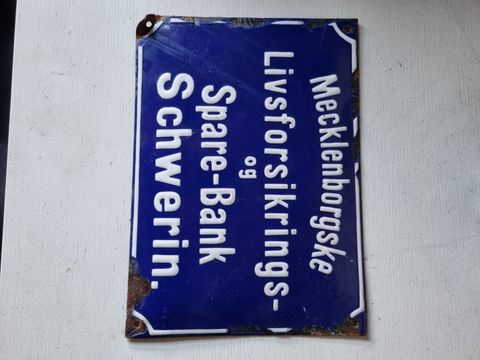 Mecklenborgske
Livsforsikrings-
og
Spare-Bank
Schwerin.